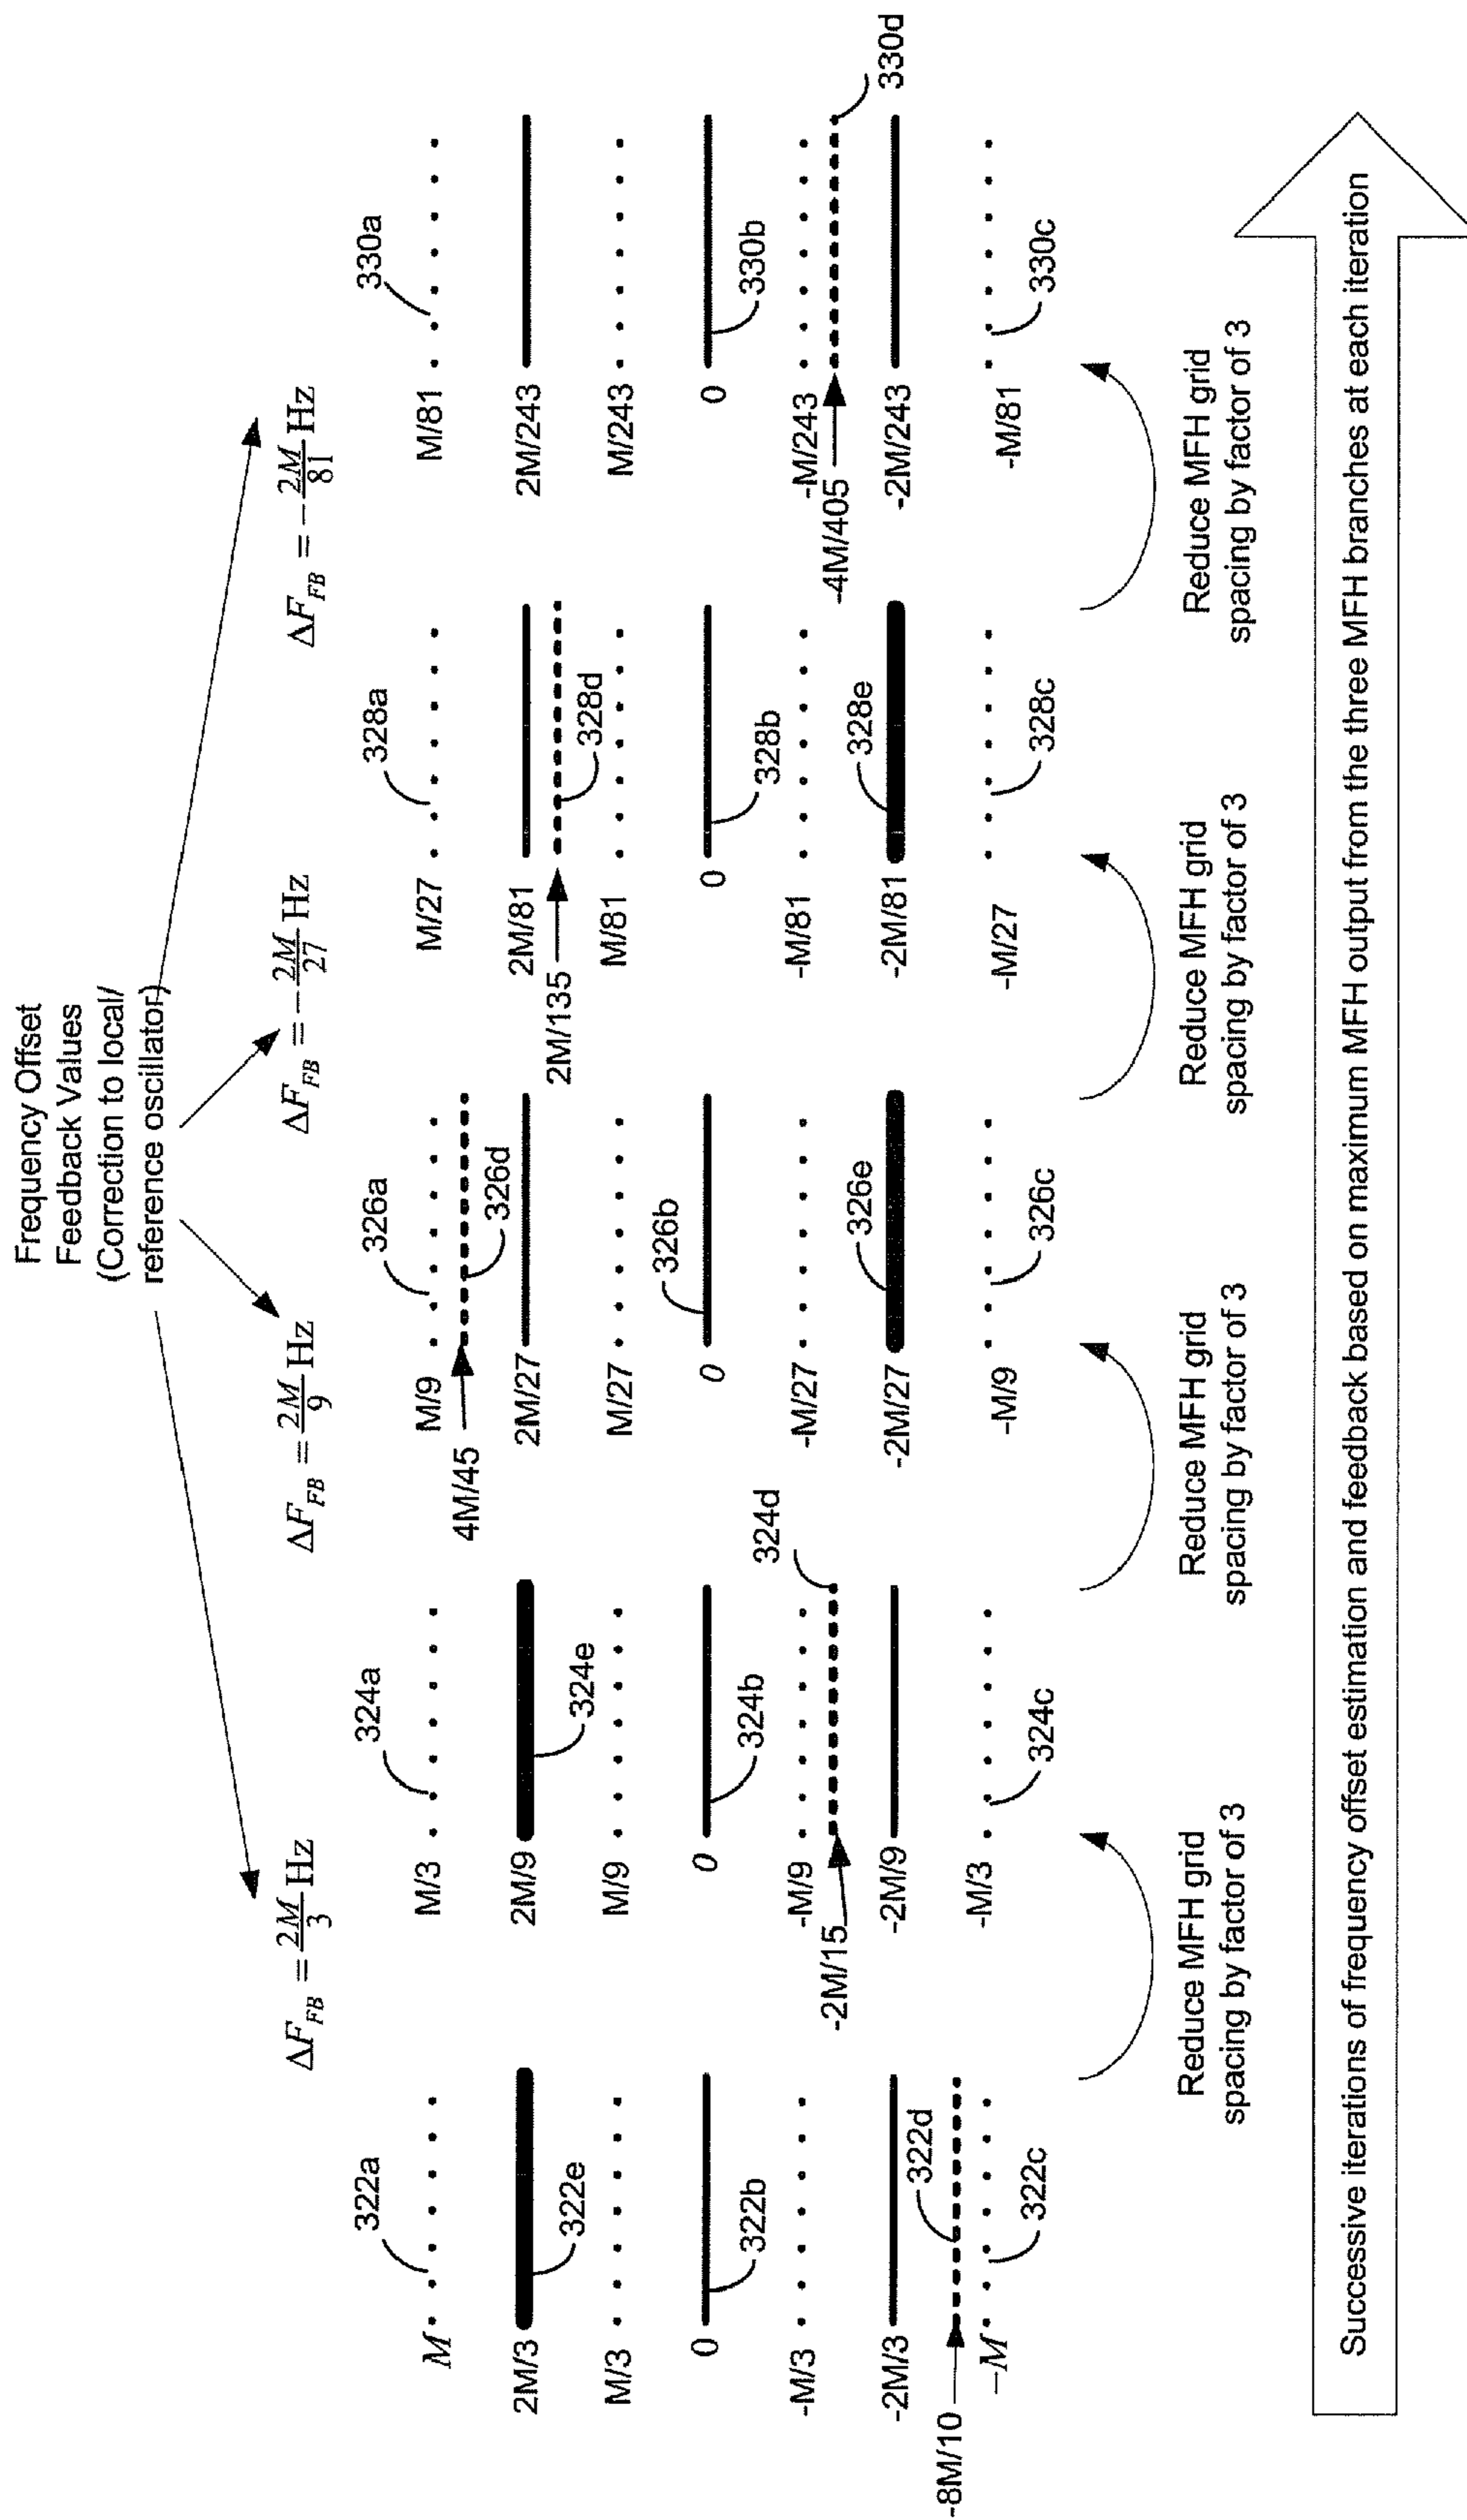 Frequency Offset
Feedback Values
(Correction to local/
reference oscillator)
ΔF_FB = 2M/3 Hz
ΔF_FB = 2M/9 Hz
ΔF_FB = −2M/27 Hz
ΔF_FB = −2M/81 Hz
M
322a
2M/3
322e
M/3
0
322b
-M/3
-2M/3
322d
-8M/10
−M
322c
M/3
324a
2M/9
324e
M/9
0
324b
-M/9
324d
-2M/15
-2M/9
-M/3
324c
M/9
326a
4M/45
326d
2M/27
M/27
0
326b
-M/27
326e
-2M/27
-M/9
326c
M/27
328a
2M/81
2M/135
328d
M/81
0
328b
-M/81
328e
-2M/81
-M/27
328c
M/81
330a
2M/243
M/243
0
330b
-M/243
-4M/405
330d
-2M/243
-M/81
330c
Reduce MFH grid
spacing by factor of 3
Reduce MFH grid
spacing by factor of 3
Reduce MFH grid
spacing by factor of 3
Reduce MFH grid
spacing by factor of 3
Successive iterations of frequency offset estimation and feedback based on maximum MFH output from the three MFH branches at each iteration